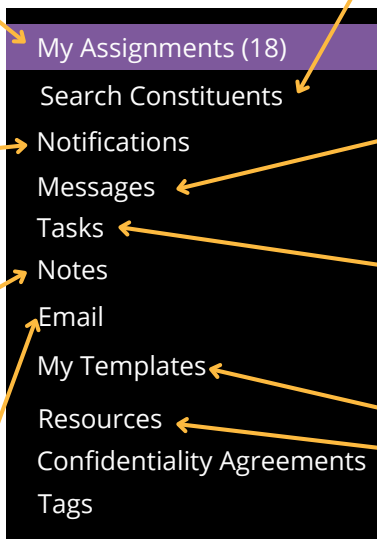 My Assignments (18)
Search Constituents
Notifications
Messages
Tasks
Notes
Email
My Templates
Resources
Confidentiality Agreements
Tags